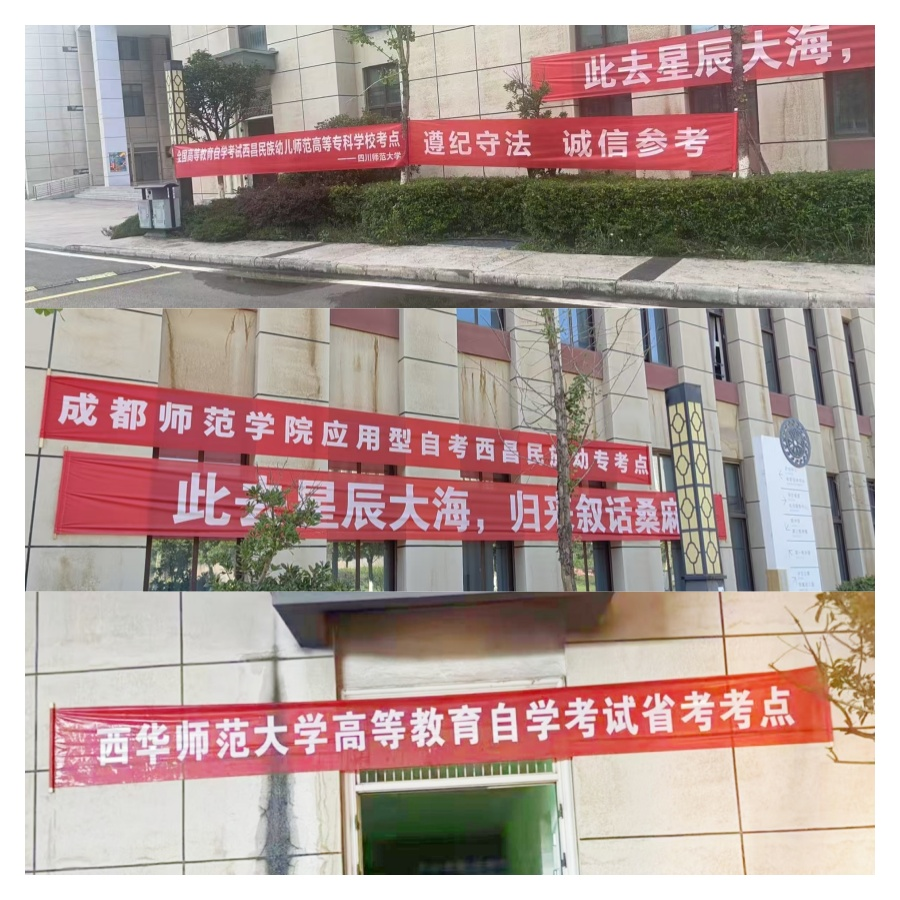 此去星辰大海，
全国高等教育自学考试西昌民族幼儿师范高等专科学校考点
——四川师范大学
遵纪守法 诚信参考
成都师范学院应用型自考西昌民族幼专考点
此去星辰大海，归来叙话桑麻
西华师范大学高等教育自学考试省考考点